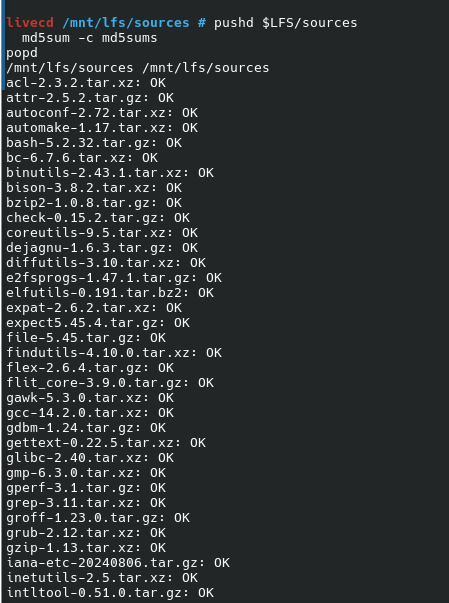 livecd /mnt/lfs/sources # pushd $LFS/sources
  md5sum -c md5sums
popd
/mnt/lfs/sources /mnt/lfs/sources
acl-2.3.2.tar.xz: OK
attr-2.5.2.tar.gz: OK
autoconf-2.72.tar.xz: OK
automake-1.17.tar.xz: OK
bash-5.2.32.tar.gz: OK
bc-6.7.6.tar.xz: OK
binutils-2.43.1.tar.xz: OK
bison-3.8.2.tar.xz: OK
bzip2-1.0.8.tar.gz: OK
check-0.15.2.tar.gz: OK
coreutils-9.5.tar.xz: OK
dejagnu-1.6.3.tar.gz: OK
diffutils-3.10.tar.xz: OK
e2fsprogs-1.47.1.tar.gz: OK
elfutils-0.191.tar.bz2: OK
expat-2.6.2.tar.xz: OK
expect5.45.4.tar.gz: OK
file-5.45.tar.gz: OK
findutils-4.10.0.tar.xz: OK
flex-2.6.4.tar.gz: OK
flit_core-3.9.0.tar.gz: OK
gawk-5.3.0.tar.xz: OK
gcc-14.2.0.tar.xz: OK
gdbm-1.24.tar.gz: OK
gettext-0.22.5.tar.xz: OK
glibc-2.40.tar.xz: OK
gmp-6.3.0.tar.xz: OK
gperf-3.1.tar.gz: OK
grep-3.11.tar.xz: OK
groff-1.23.0.tar.gz: OK
grub-2.12.tar.xz: OK
gzip-1.13.tar.xz: OK
iana-etc-20240806.tar.gz: OK
inetutils-2.5.tar.xz: OK
intltool-0.51.0.tar.gz: OK